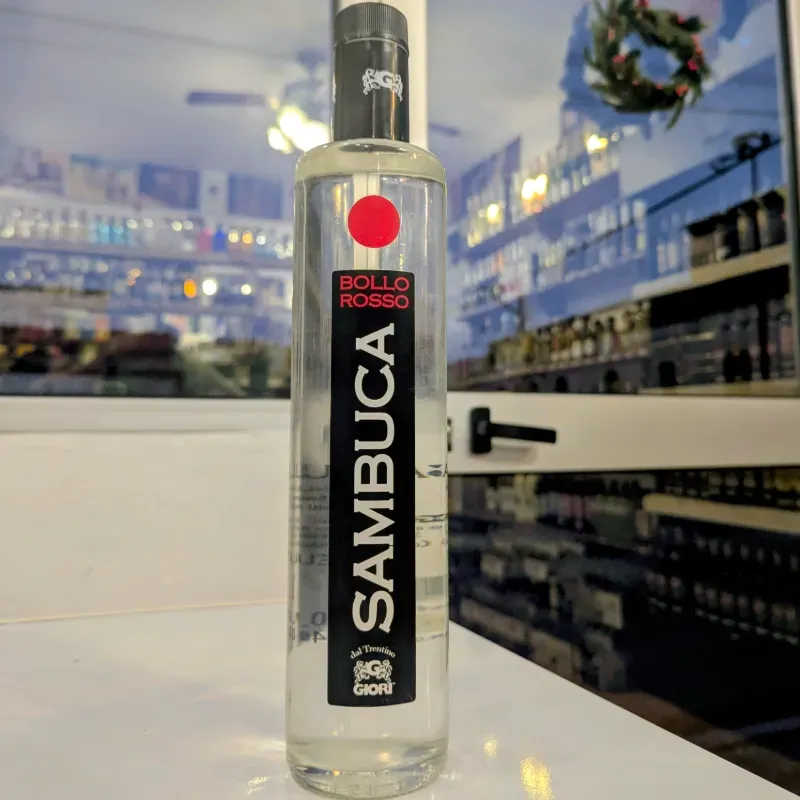 G
BOLLO
ROSSO
SAMBUCA
dal Trentino
G
GIORI